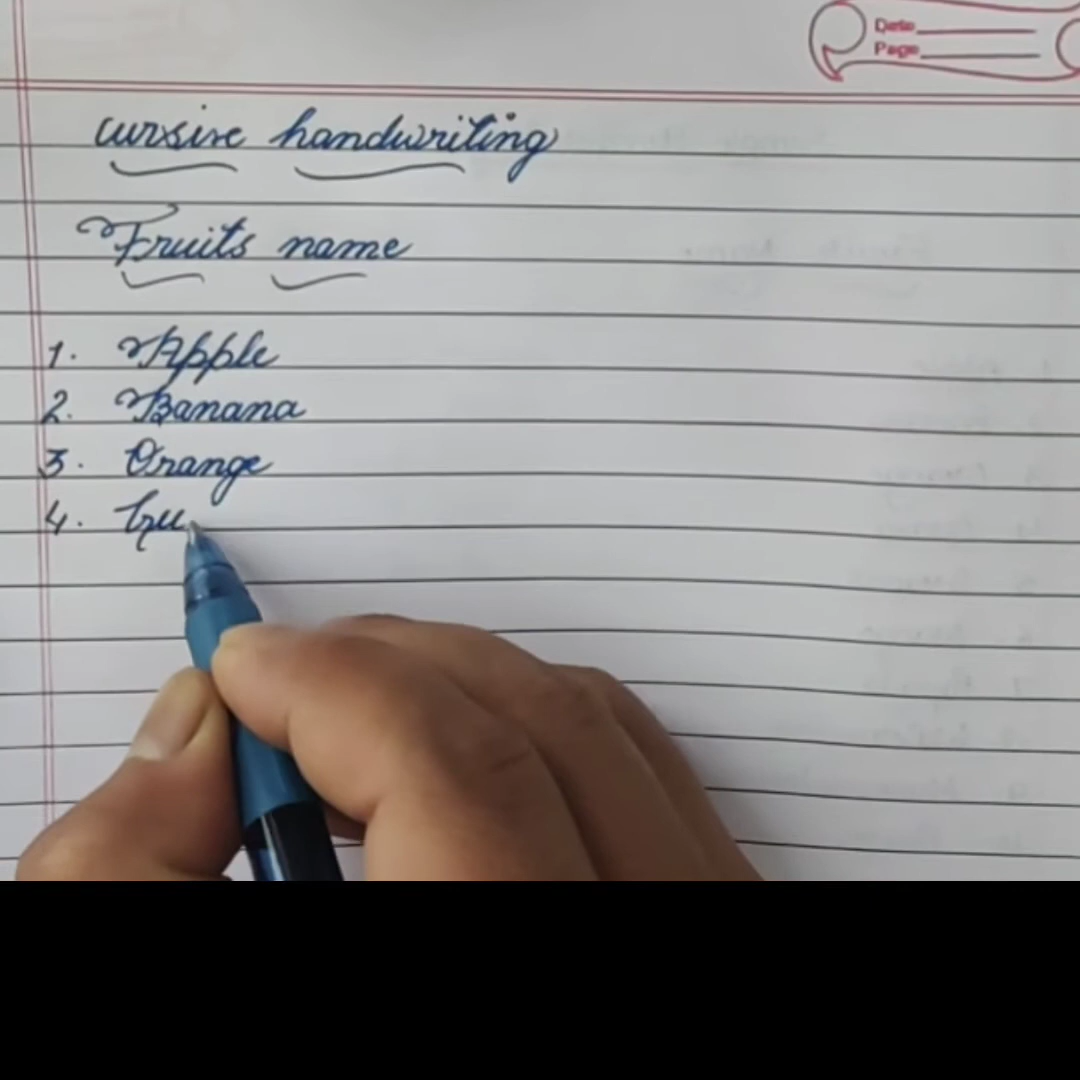 Date
Page
cursive handwriting
Fruits name
1. Apple
2. Banana
3. Orange
4.